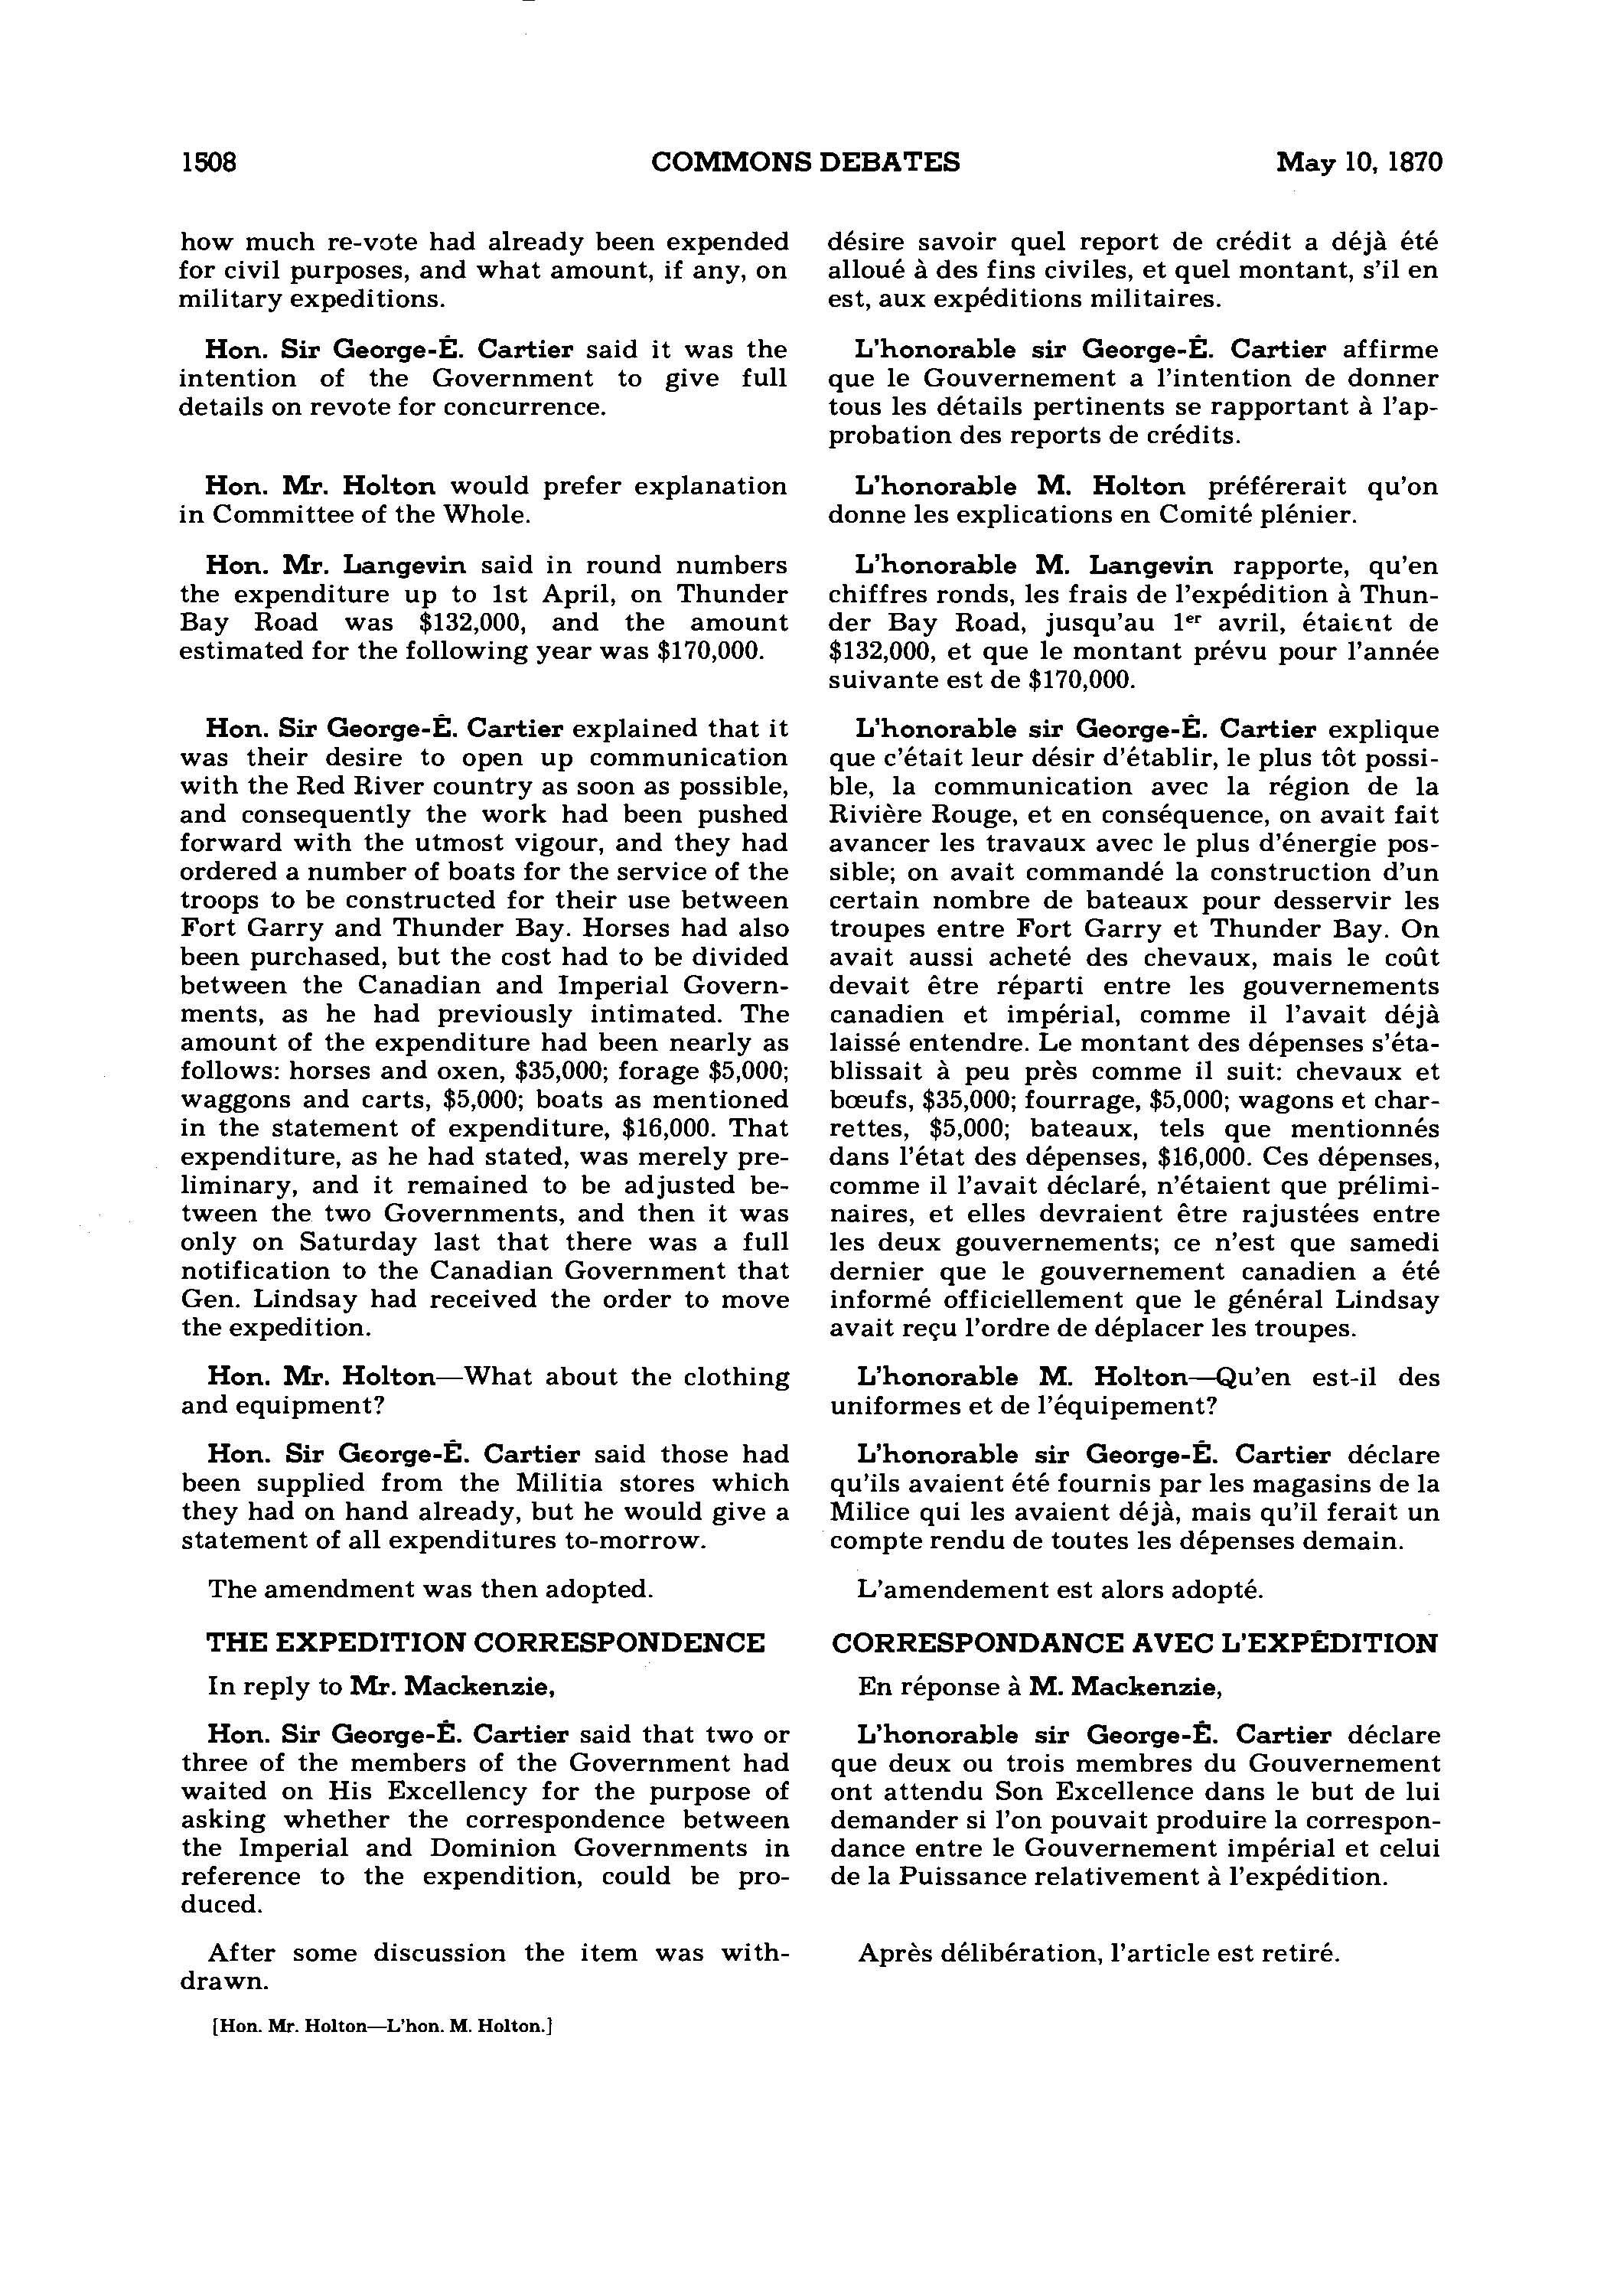 1508 COMMONS DEBATES May 10, 1870
how much re-vote had already been expended
for civil purposes, and what amount, if any, on
military expeditions.
Hon. Sir George-É. Cartier said it was the
intention of the Government to give full
details on revote for concurrence.
Hon. Mr. Holton would prefer explanation
in Committee of the Whole.
Hon. Mr. Langevin said in round numbers
the expenditure up to 1st April, on Thunder
Bay Road was $132,000, and the amount
estimated for the following year was $170,000.
Hon. Sir George-É. Cartier explained that it
was their desire to open up communication
with the Red River country as soon as possible,
and consequently the work had been pushed
forward with the utmost vigour, and they had
ordered a number of boats for the service of the
troops to be constructed for their use between
Fort Garry and Thunder Bay. Horses had also
been purchased, but the cost had to be divided
between the Canadian and Imperial Govern-
ments, as he had previously intimated. The
amount of the expenditure had been nearly as
follows: horses and oxen, $35,000; forage $5,000;
waggons and carts, $5,000; boats as mentioned
in the statement of expenditure, $16,000. That
expenditure, as he had stated, was merely pre-
liminary, and it remained to be adjusted be-
tween the two Governments, and then it was
only on Saturday last that there was a full
notification to the Canadian Government that
Gen. Lindsay had received the order to move
the expedition.
Hon. Mr. Holton—What about the clothing
and equipment?
Hon. Sir George-É. Cartier said those had
been supplied from the Militia stores which
they had on hand already, but he would give a
statement of all expenditures to-morrow.
The amendment was then adopted.
THE EXPEDITION CORRESPONDENCE
In reply to Mr. Mackenzie,
Hon. Sir George-É. Cartier said that two or
three of the members of the Government had
waited on His Excellency for the purpose of
asking whether the correspondence between
the Imperial and Dominion Governments in
reference to the expendition, could be pro-
duced.
After some discussion the item was with-
drawn.
[Hon. Mr. Holton—L'hon. M. Holton.]
désire savoir quel report de crédit a déjà été
alloué à des fins civiles, et quel montant, s'il en
est, aux expéditions militaires.
L'honorable sir George-É. Cartier affirme
que le Gouvernement a l'intention de donner
tous les détails pertinents se rapportant à l'ap-
probation des reports de crédits.
L'honorable M. Holton préférerait qu'on
donne les explications en Comité plénier.
L'honorable M. Langevin rapporte, qu'en
chiffres ronds, les frais de l'expédition à Thun-
der Bay Road, jusqu'au 1er avril, étaient de
$132,000, et que le montant prévu pour l'année
suivante est de $170,000.
L'honorable sir George-É. Cartier explique
que c'était leur désir d'établir, le plus tôt possi-
ble, la communication avec la région de la
Rivière Rouge, et en conséquence, on avait fait
avancer les travaux avec le plus d'énergie pos-
sible; on avait commandé la construction d'un
certain nombre de bateaux pour desservir les
troupes entre Fort Garry et Thunder Bay. On
avait aussi acheté des chevaux, mais le coût
devait être réparti entre les gouvernements
canadien et impérial, comme il l'avait déjà
laissé entendre. Le montant des dépenses s'éta-
blissait à peu près comme il suit: chevaux et
bœufs, $35,000; fourrage, $5,000; wagons et char-
rettes, $5,000; bateaux, tels que mentionnés
dans l'état des dépenses, $16,000. Ces dépenses,
comme il l'avait déclaré, n'étaient que prélimi-
naires, et elles devraient être rajustées entre
les deux gouvernements; ce n'est que samedi
dernier que le gouvernement canadien a été
informé officiellement que le général Lindsay
avait reçu l'ordre de déplacer les troupes.
L'honorable M. Holton—Qu'en est-il des
uniformes et de l'équipement?
L'honorable sir George-É. Cartier déclare
qu'ils avaient été fournis par les magasins de la
Milice qui les avaient déjà, mais qu'il ferait un
compte rendu de toutes les dépenses demain.
L'amendement est alors adopté.
CORRESPONDANCE AVEC L'EXPÉDITION
En réponse à M. Mackenzie,
L'honorable sir George-É. Cartier déclare
que deux ou trois membres du Gouvernement
ont attendu Son Excellence dans le but de lui
demander si l'on pouvait produire la correspon-
dance entre le Gouvernement impérial et celui
de la Puissance relativement à l'expédition.
Après délibération, l'article est retiré.